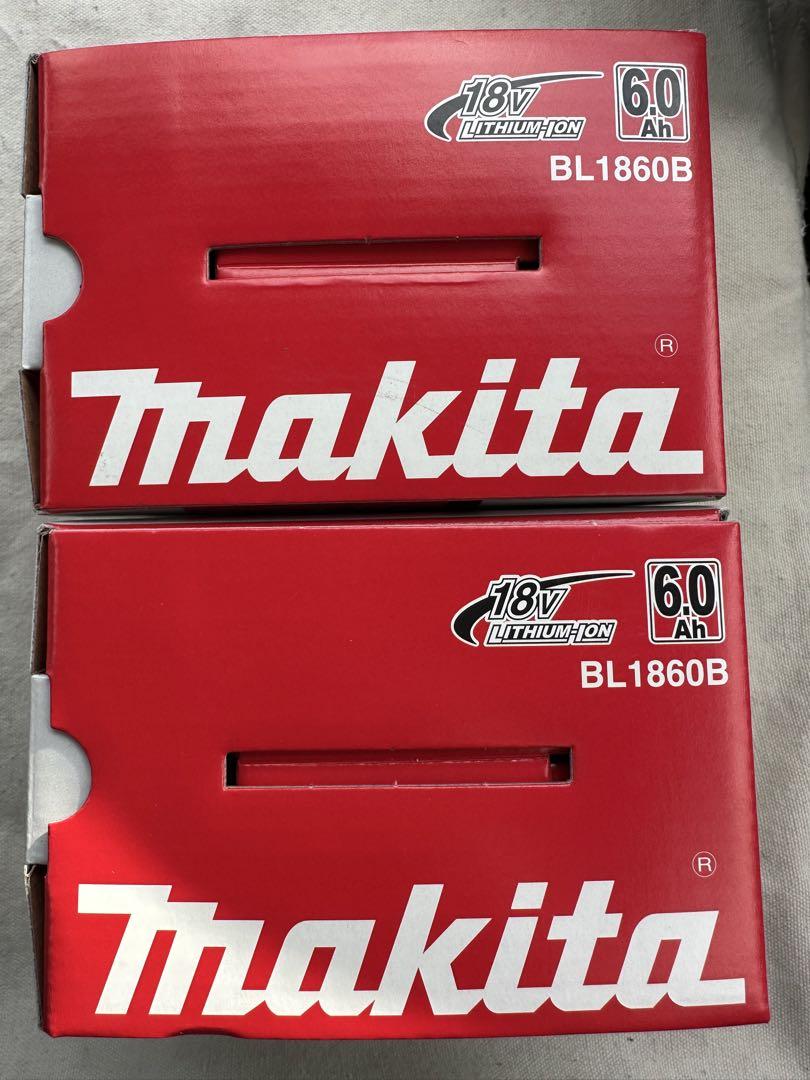 18V
LITHIUM-ION
6.0
Ah
BL1860B
makita®
18V
LITHIUM-ION
6.0
Ah
BL1860B
makita®